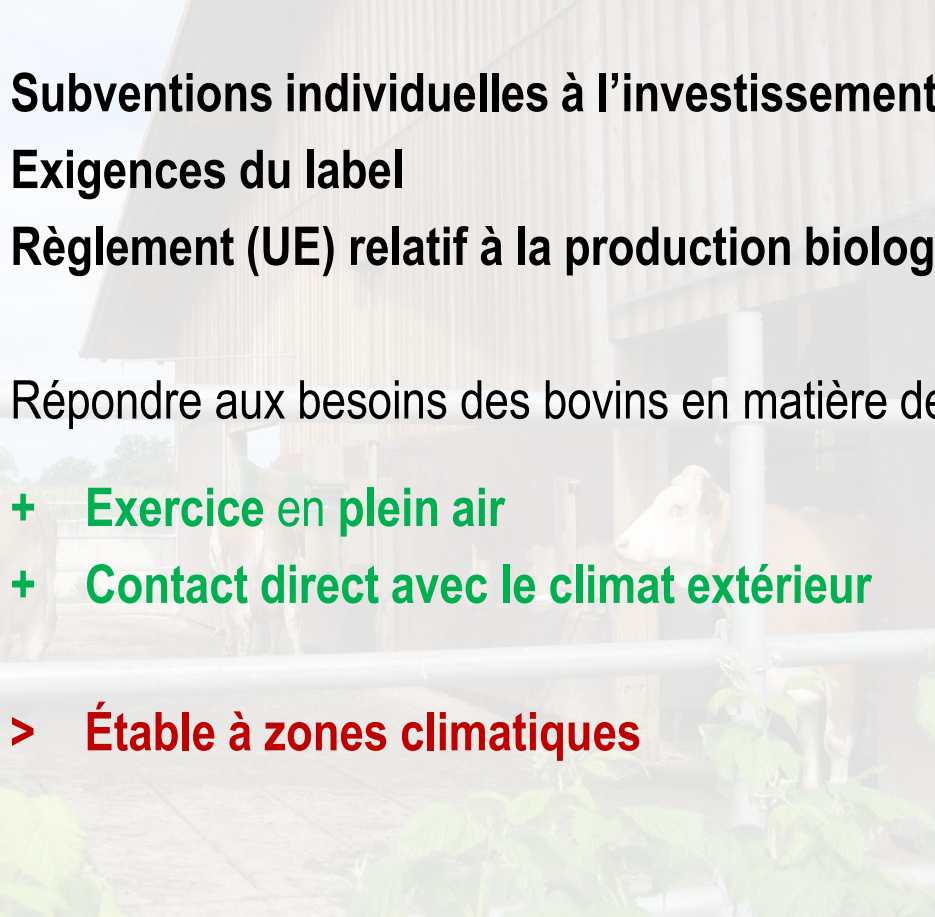 Subventions individuelles à l’investissement
Exigences du label
Règlement (UE) relatif à la production biolog
Répondre aux besoins des bovins en matière de
+ Exercice en plein air
+ Contact direct avec le climat extérieur
> Étable à zones climatiques